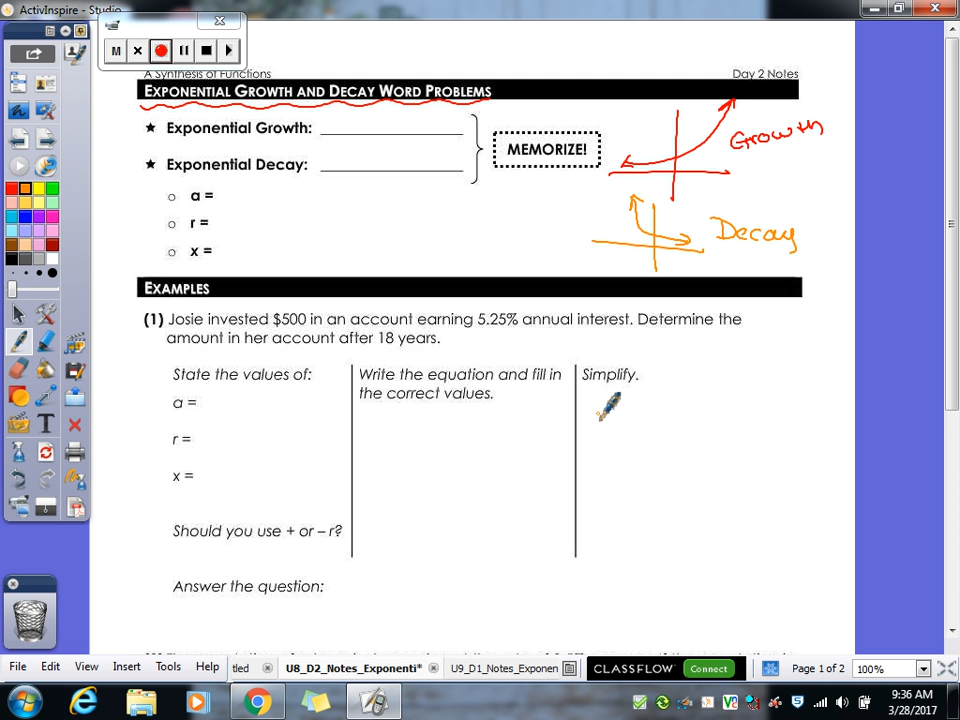 ActivInspire - Studio
M
A Synthesis of Functions
Day 2 Notes
EXPONENTIAL GROWTH AND DECAY WORD PROBLEMS
★ Exponential Growth: _______________
★ Exponential Decay: _______________
MEMORIZE!
Growth
○ a =
○ r =
○ x =
Decay
EXAMPLES
(1) Josie invested $500 in an account earning 5.25% annual interest. Determine the
amount in her account after 18 years.
State the values of:
a =
r =
x =
Should you use + or – r?
Write the equation and fill in
the correct values.
Simplify.
Answer the question:
File Edit View Insert Tools Help
tled
U8_D2_Notes_Exponenti*
U9_D1_Notes_Exponen
CLASSFLOW Connect
Page 1 of 2
100%
9:36 AM
3/28/2017